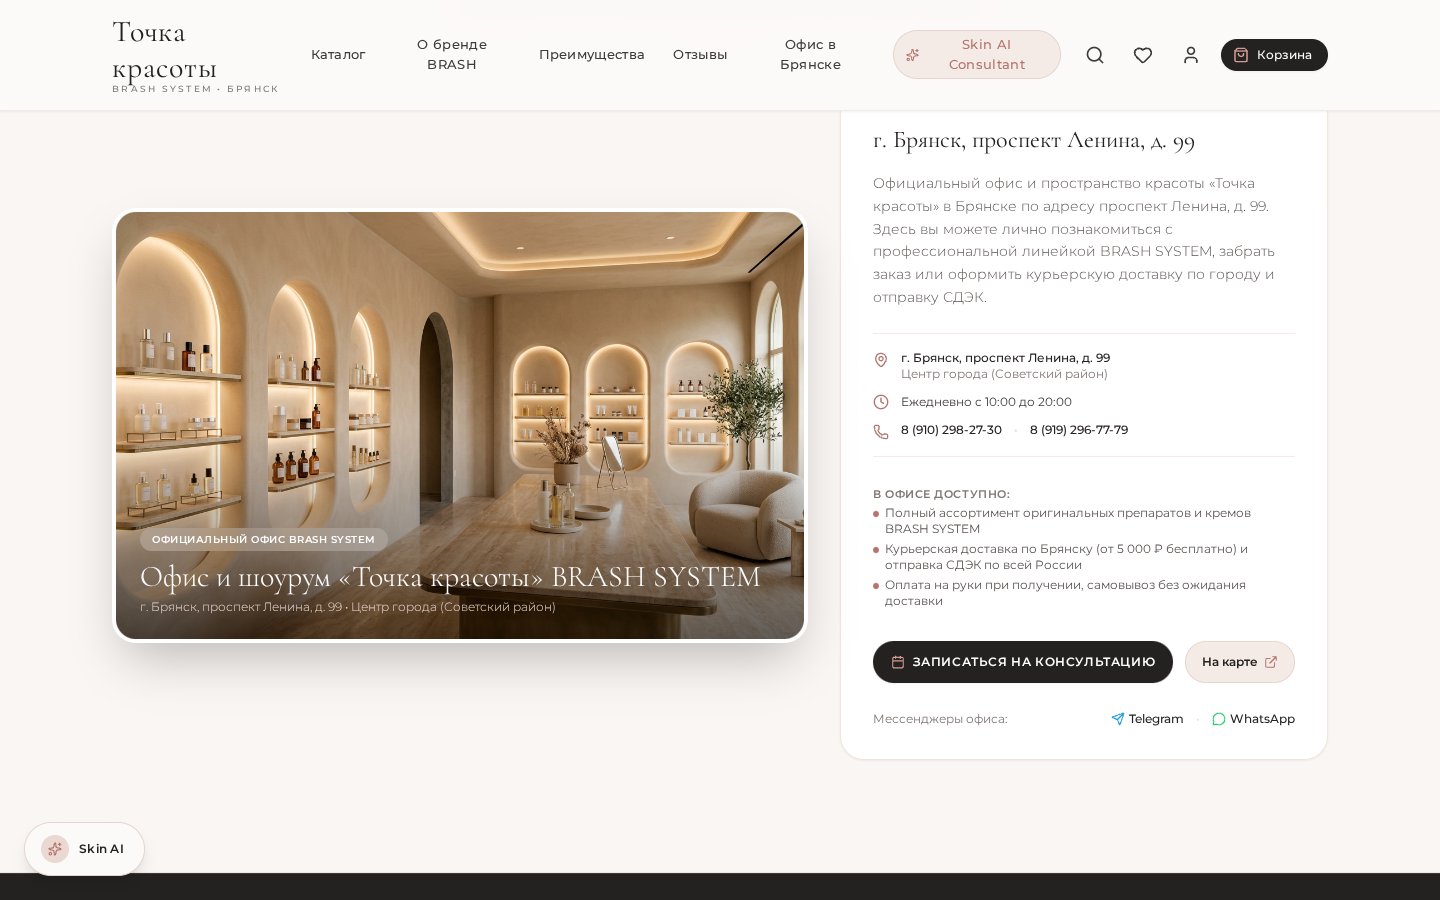 Точка
красоты
BRASH SYSTEM • БРЯНСК
Каталог
О бренде
BRASH
Преимущества
Отзывы
Офис в
Брянске
Skin AI
Consultant
Корзина
ОФИЦИАЛЬНЫЙ ОФИС BRASH SYSTEM
Офис и шоурум «Точка красоты» BRASH SYSTEM
г. Брянск, проспект Ленина, д. 99 • Центр города (Советский район)
г. Брянск, проспект Ленина, д. 99
Официальный офис и пространство красоты «Точка
красоты» в Брянске по адресу проспект Ленина, д. 99.
Здесь вы можете лично познакомиться с
профессиональной линейкой BRASH SYSTEM, забрать
заказ или оформить курьерскую доставку по городу и
отправку СДЭК.
г. Брянск, проспект Ленина, д. 99
Центр города (Советский район)
Ежедневно с 10:00 до 20:00
8 (910) 298-27-30 • 8 (919) 296-77-79
В ОФИСЕ ДОСТУПНО:
Полный ассортимент оригинальных препаратов и кремов
BRASH SYSTEM
Курьерская доставка по Брянску (от 5 000 ₽ бесплатно) и
отправка СДЭК по всей России
Оплата на руки при получении, самовывоз без ожидания
доставки
ЗАПИСАТЬСЯ НА КОНСУЛЬТАЦИЮ
На карте
Мессенджеры офиса:
Telegram • WhatsApp
Skin AI